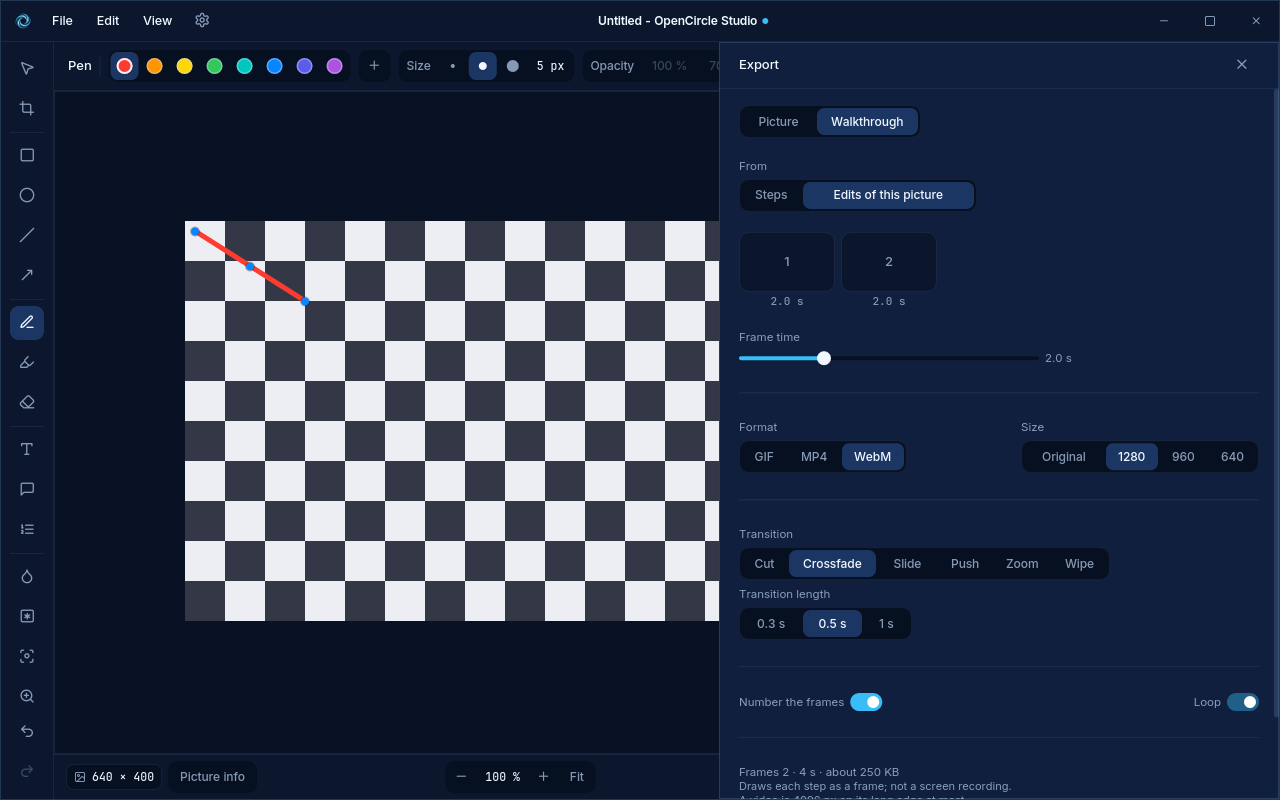 File Edit View
Untitled - OpenCircle Studio
Pen
Size
5 px
Opacity
100 %
Export
Picture Walkthrough
From
Steps Edits of this picture
1 2
2.0 s 2.0 s
Frame time
2.0 s
Format Size
GIF MP4 WebM Original 1280 960 640
Transition
Cut Crossfade Slide Push Zoom Wipe
Transition length
0.3 s 0.5 s 1 s
Number the frames Loop
Frames 2 · 4 s · about 250 KB
Draws each step as a frame; not a screen recording.
640 × 400
Picture info
100 %
Fit